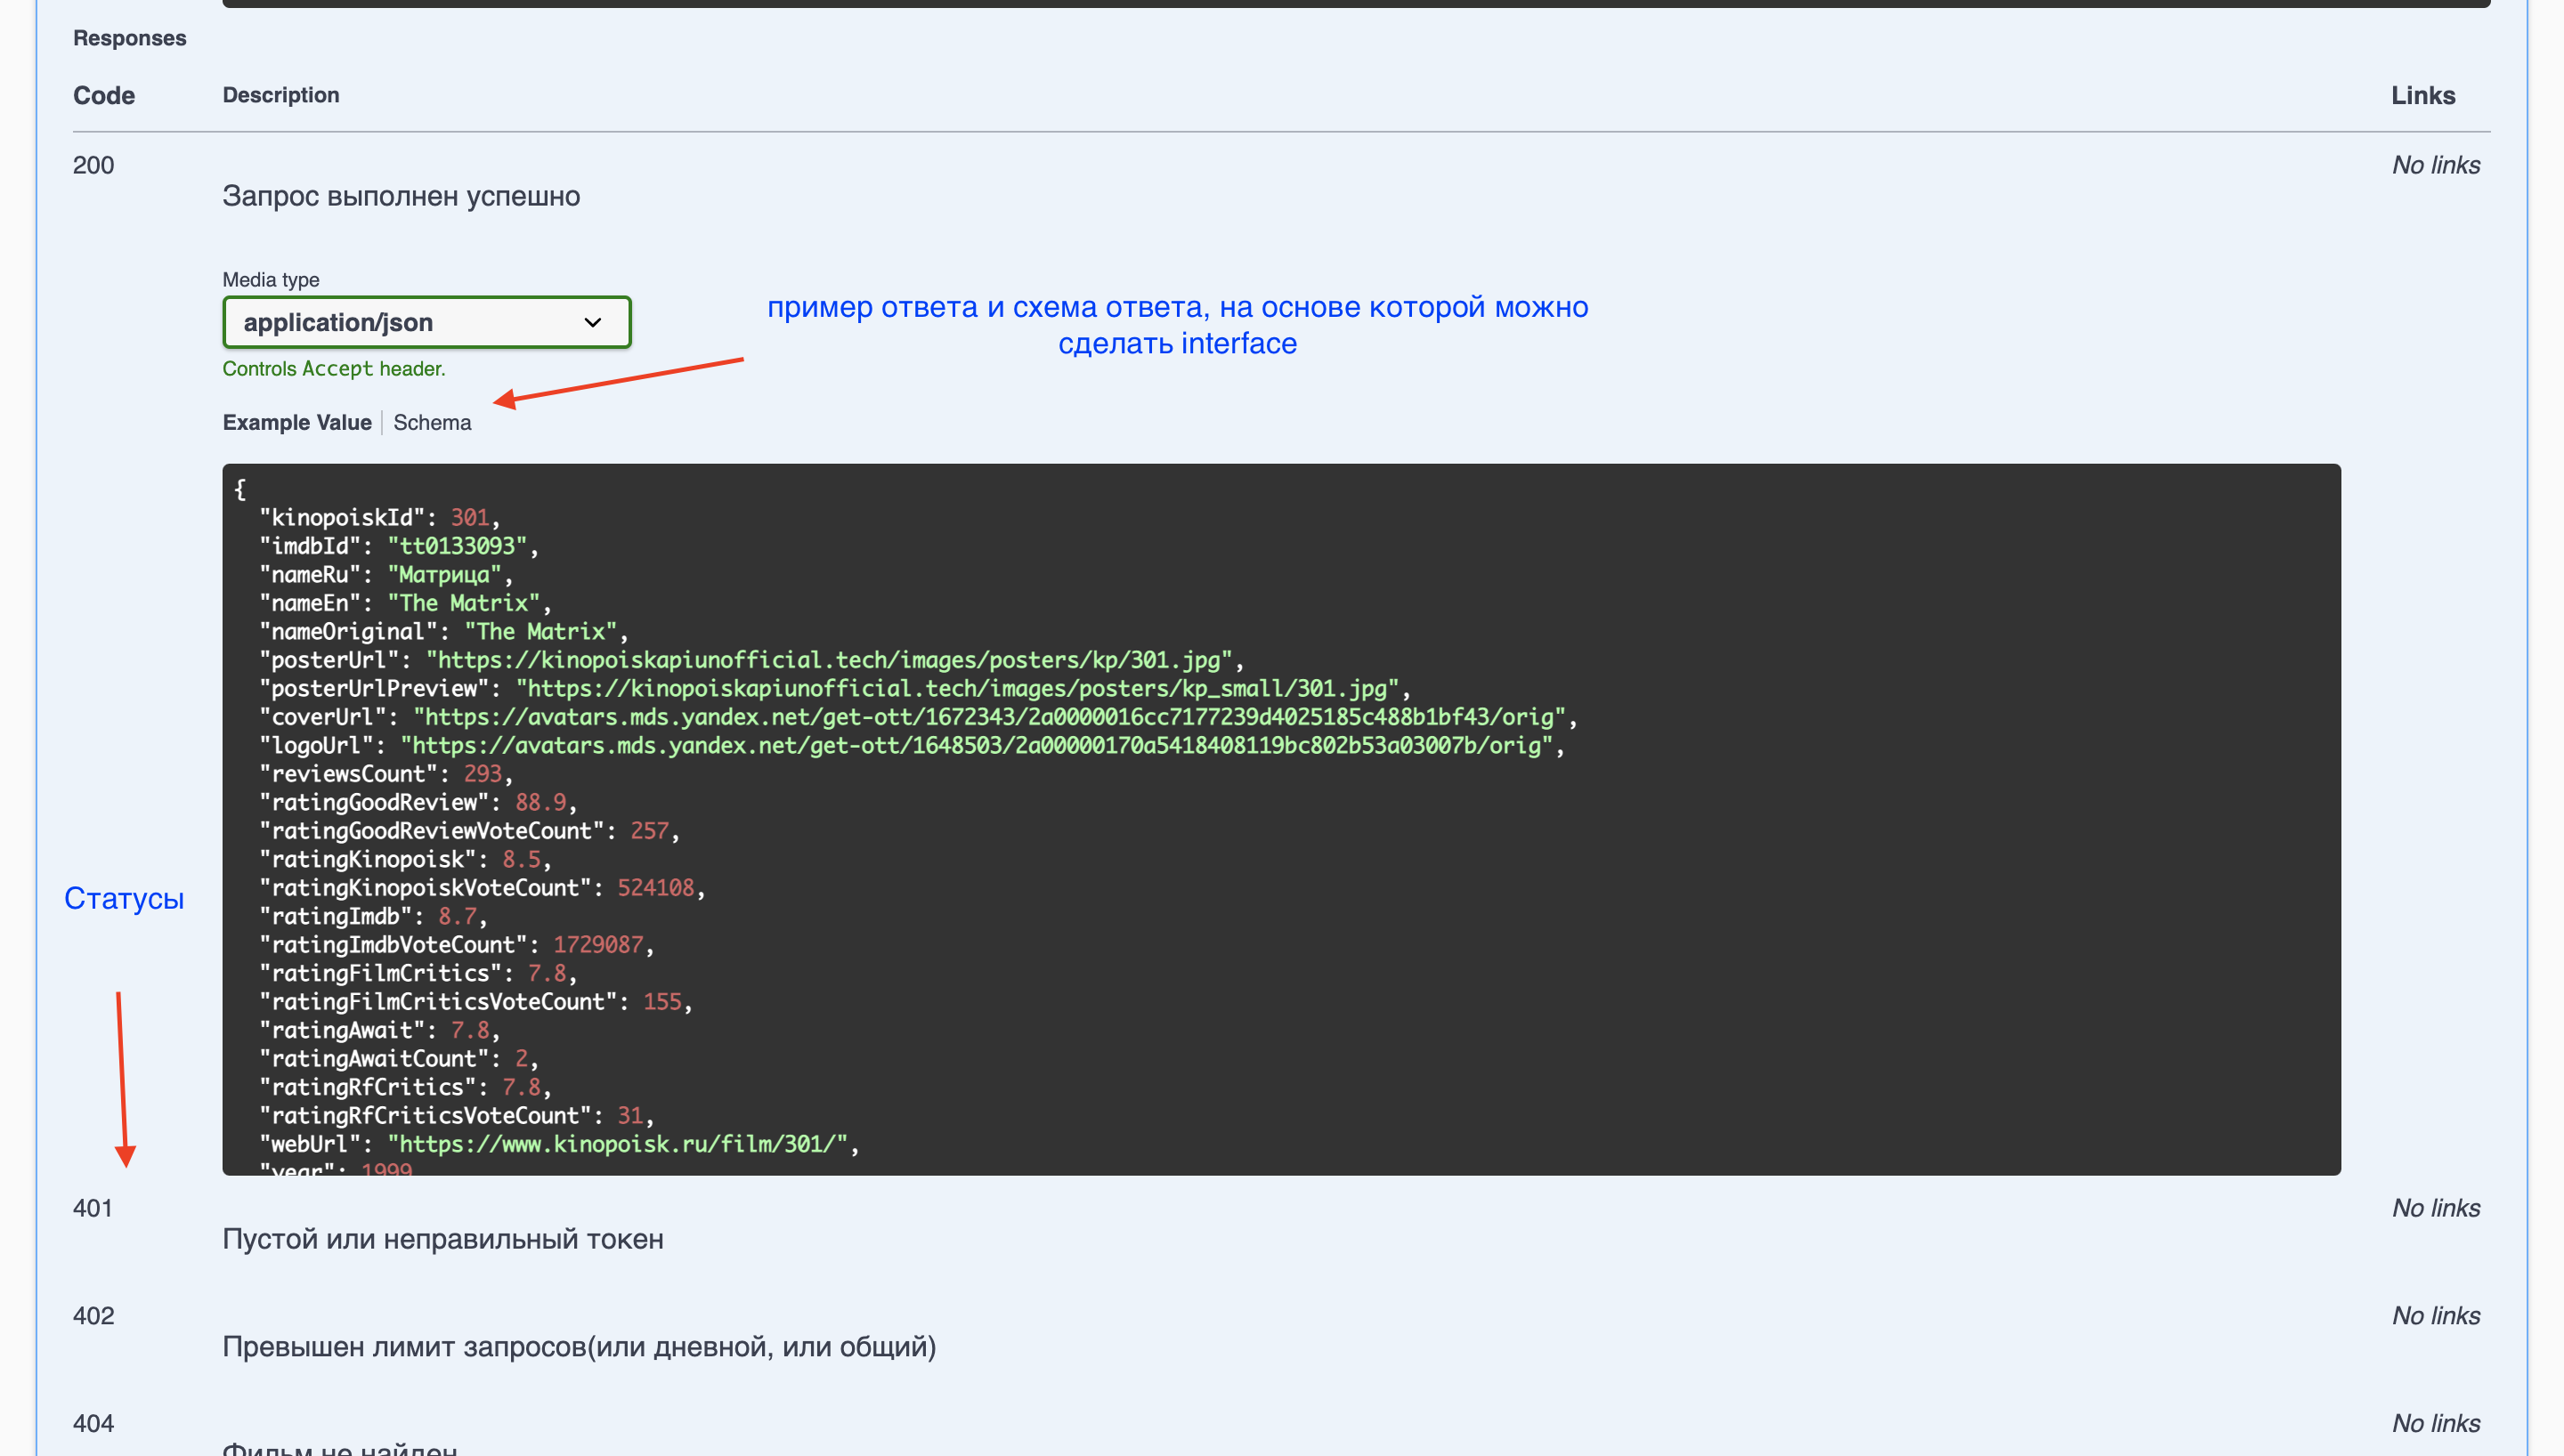 Responses
Code Description Links
200 No links
Запрос выполнен успешно
Media type
application/json
Controls Accept header.
пример ответа и схема ответа, на основе которой можно
сделать interface
Example Value Schema
{
"kinopoiskId": 301,
"imdbId": "tt0133093",
"nameRu": "Матрица",
"nameEn": "The Matrix",
"nameOriginal": "The Matrix",
"posterUrl": "https://kinopoiskapiunofficial.tech/images/posters/kp/301.jpg",
"posterUrlPreview": "https://kinopoiskapiunofficial.tech/images/posters/kp_small/301.jpg",
"coverUrl": "https://avatars.mds.yandex.net/get-ott/1672343/2a0000016cc7177239d4025185c488b1bf43/orig",
"logoUrl": "https://avatars.mds.yandex.net/get-ott/1648503/2a00000170a5418408119bc802b53a03007b/orig",
"reviewsCount": 293,
"ratingGoodReview": 88.9,
"ratingGoodReviewVoteCount": 257,
"ratingKinopoisk": 8.5,
"ratingKinopoiskVoteCount": 524108,
"ratingImdb": 8.7,
"ratingImdbVoteCount": 1729087,
"ratingFilmCritics": 7.8,
"ratingFilmCriticsVoteCount": 155,
"ratingAwait": 7.8,
"ratingAwaitCount": 2,
"ratingRfCritics": 7.8,
"ratingRfCriticsVoteCount": 31,
"webUrl": "https://www.kinopoisk.ru/film/301/",
"year": 1999
Статусы
401 No links
Пустой или неправильный токен
402 No links
Превышен лимит запросов(или дневной, или общий)
404 No links
Фильм не найден